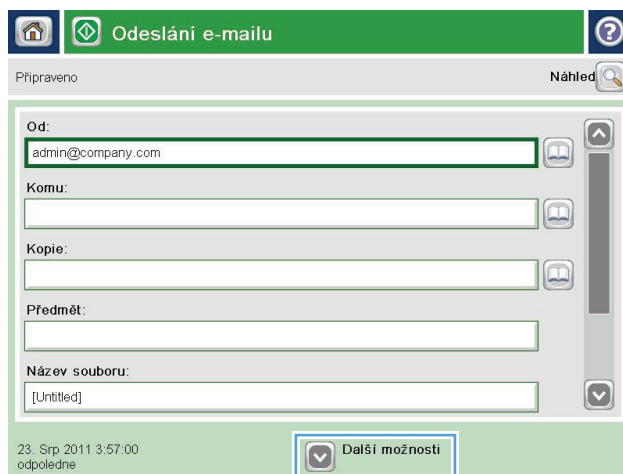 Odeslání e-mailu
?
Připraveno
Náhled
Od:
admin@company.com
Komu:
Kopie:
Předmět:
Název souboru:
[Untitled]
23. Srp 2011 3:57:00
odpoledne
Další možnosti